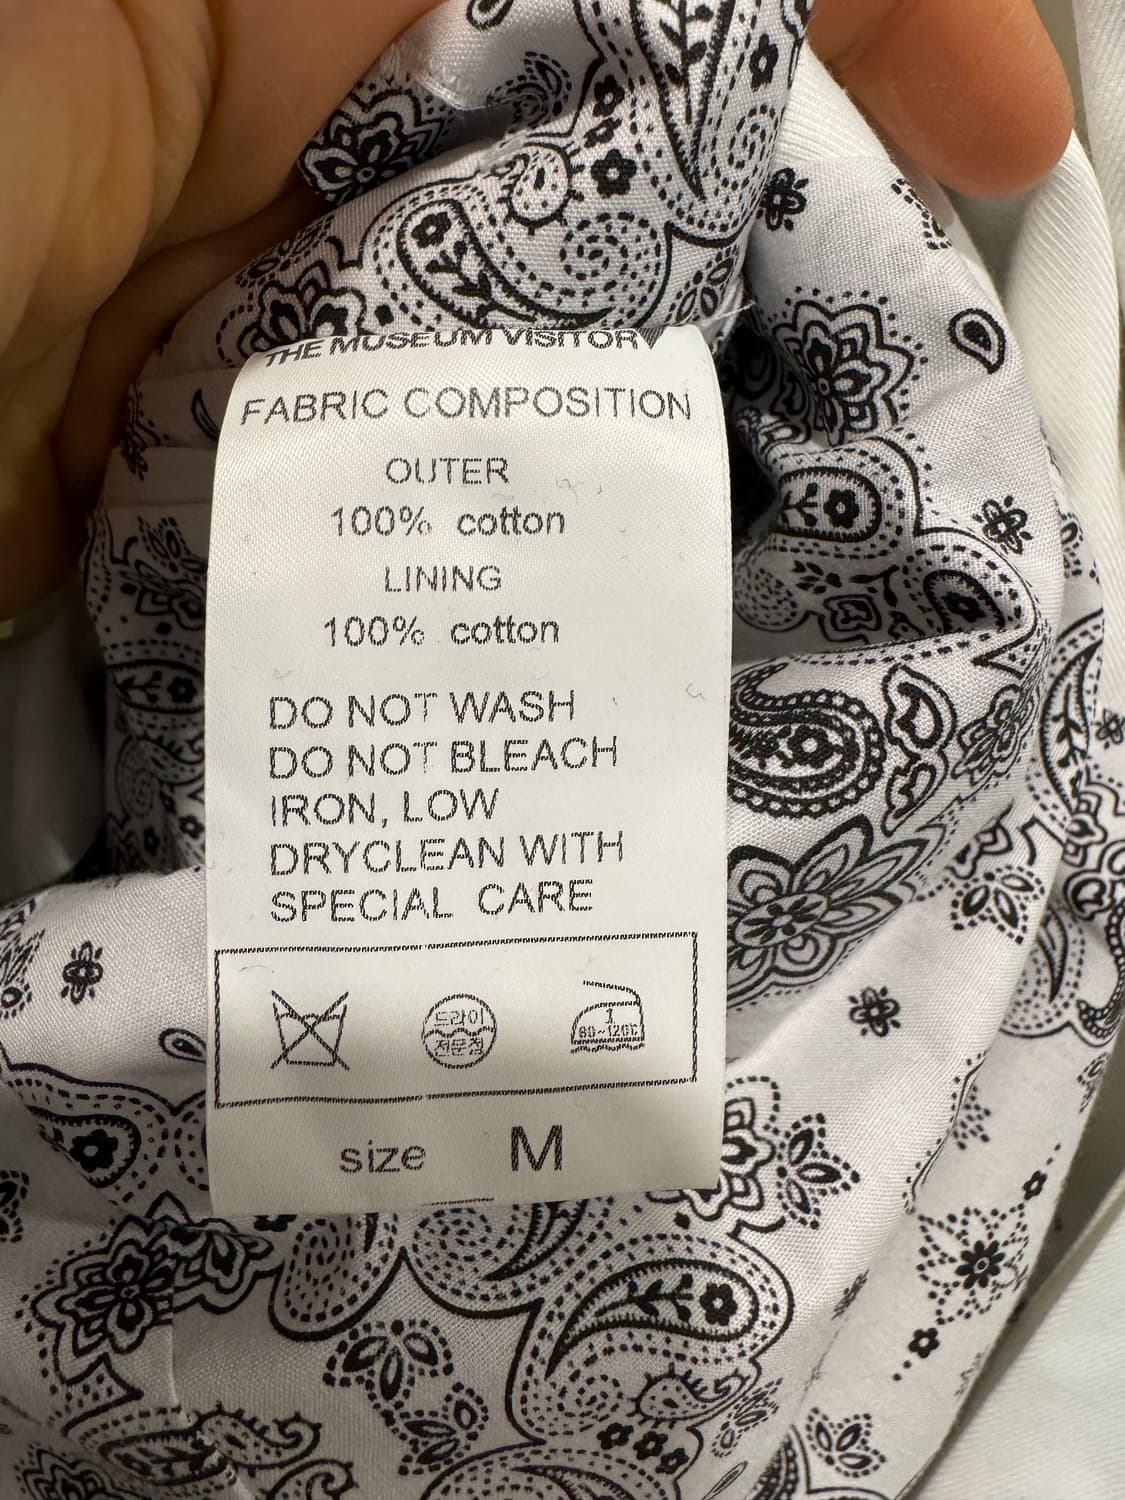 THE MUSEUM VISITOR
FABRIC COMPOSITION
OUTER
100% cotton
LINING
100% cotton
DO NOT WASH
DO NOT BLEACH
IRON, LOW
DRYCLEAN WITH
SPECIAL CARE
드라이
전문점
1
80~120℃
size M